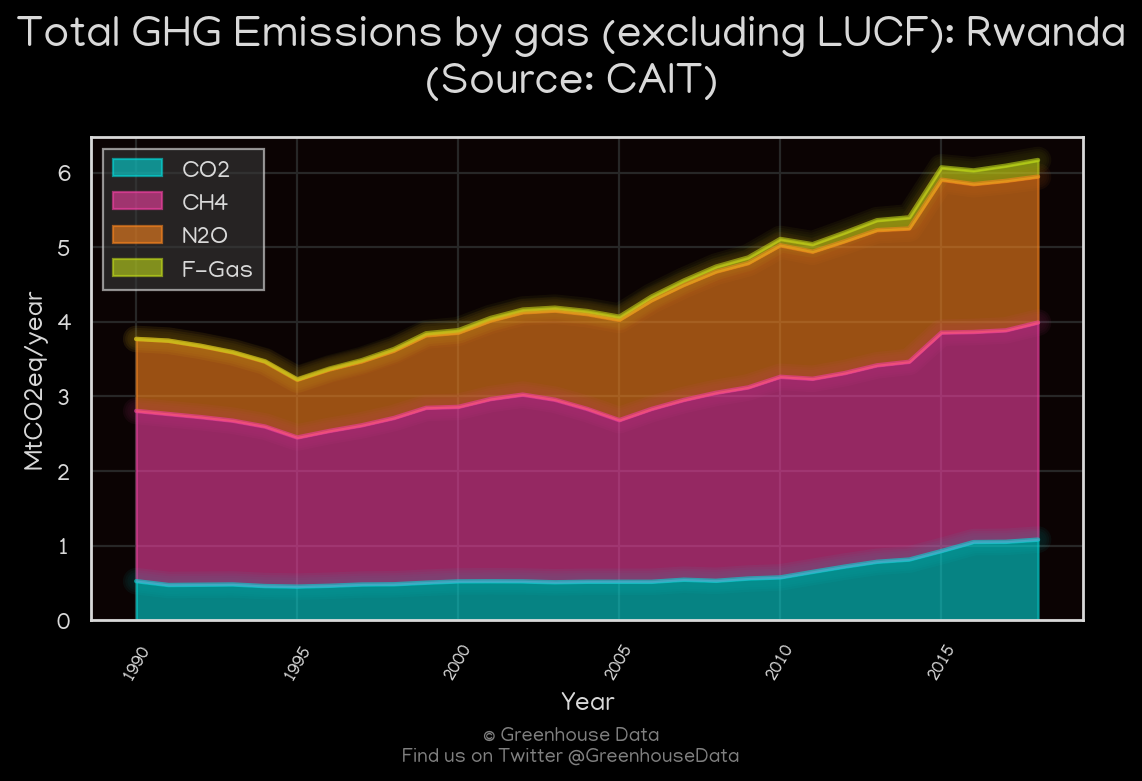 Total GHG Emissions by gas (excluding LUCF): Rwanda
(Source: CAIT)
CO2
CH4
N2O
F-Gas
MtCO2eq/year
6
5
4
3
2
1
0
1990
1995
2000
2005
2010
2015
Year
© Greenhouse Data
Find us on Twitter @GreenhouseData